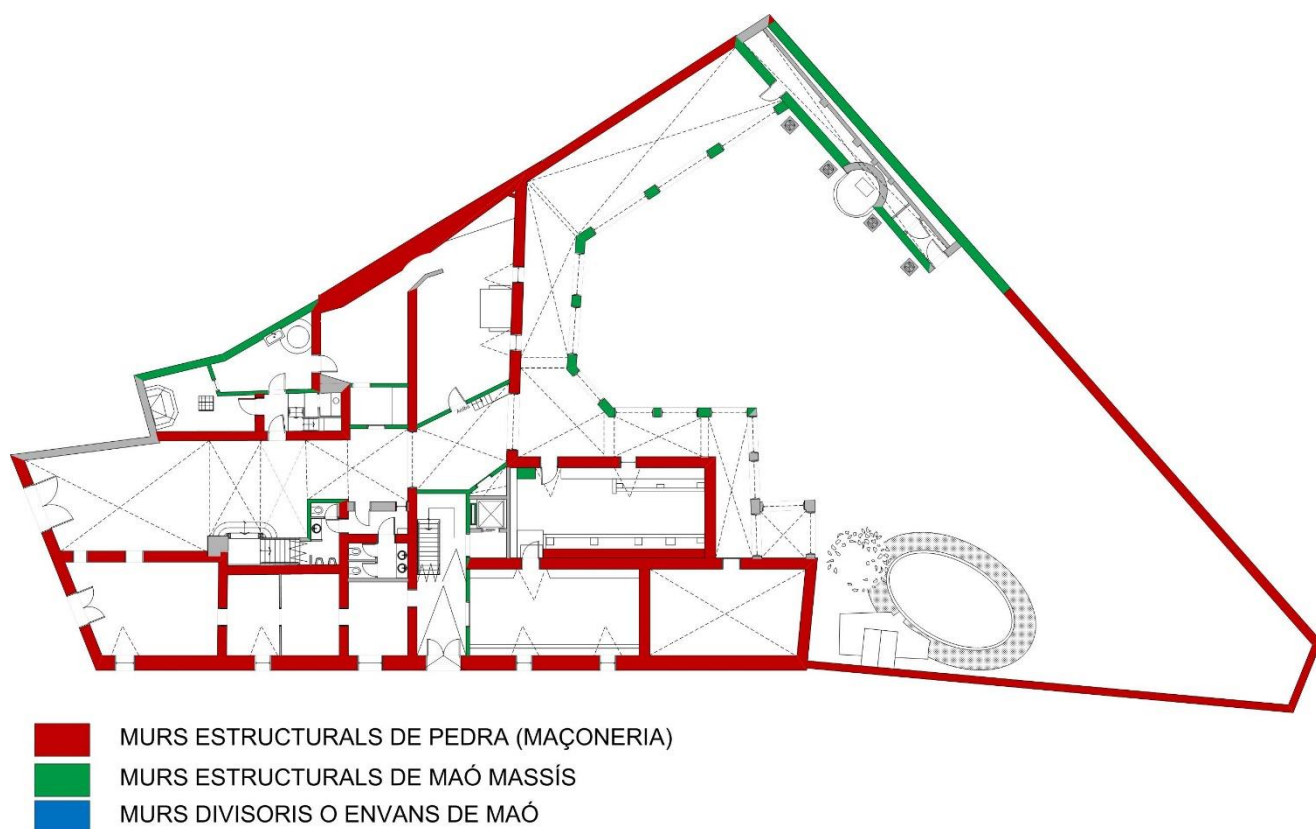 MURS ESTRUCTURALS DE PEDRA (MAÇONERIA)
MURS ESTRUCTURALS DE MAÓ MASSÍS
MURS DIVISORIS O ENVANS DE MAÓ